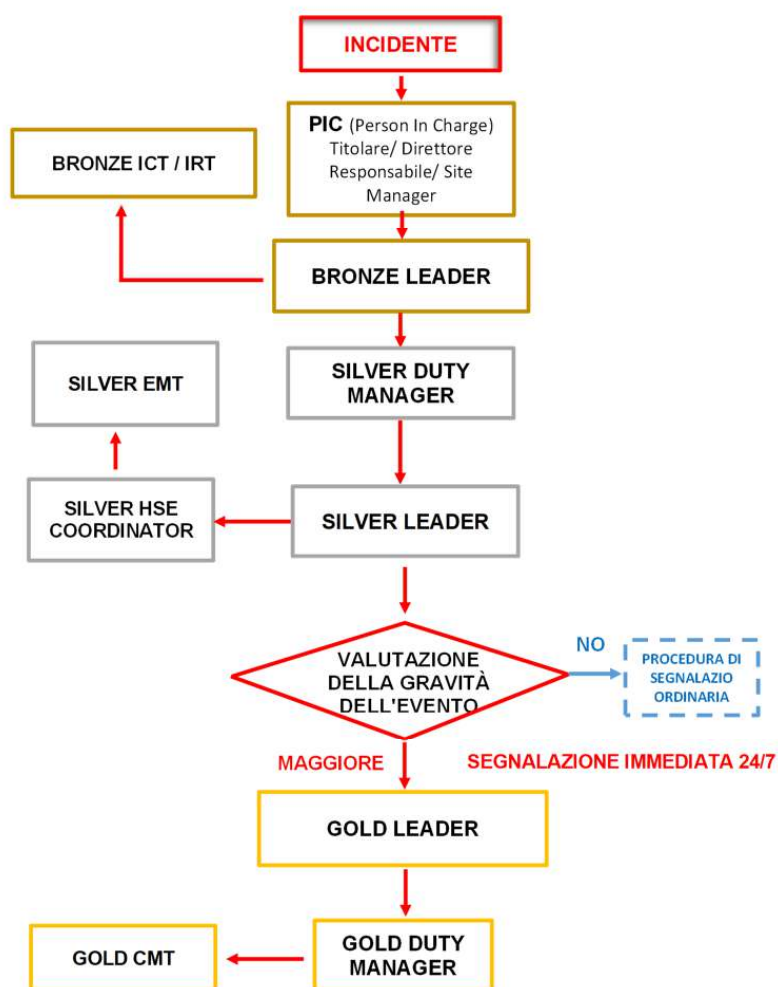 INCIDENTE
PIC (Person In Charge)
Titolare/ Direttore
Responsabile/ Site
Manager
BRONZE ICT / IRT
BRONZE LEADER
SILVER DUTY
MANAGER
SILVER EMT
SILVER HSE
COORDINATOR
SILVER LEADER
VALUTAZIONE
DELLA GRAVITÀ
DELL'EVENTO
NO
PROCEDURA DI
SEGNALAZIO
ORDINARIA
MAGGIORE
SEGNALAZIONE IMMEDIATA 24/7
GOLD LEADER
GOLD DUTY
MANAGER
GOLD CMT